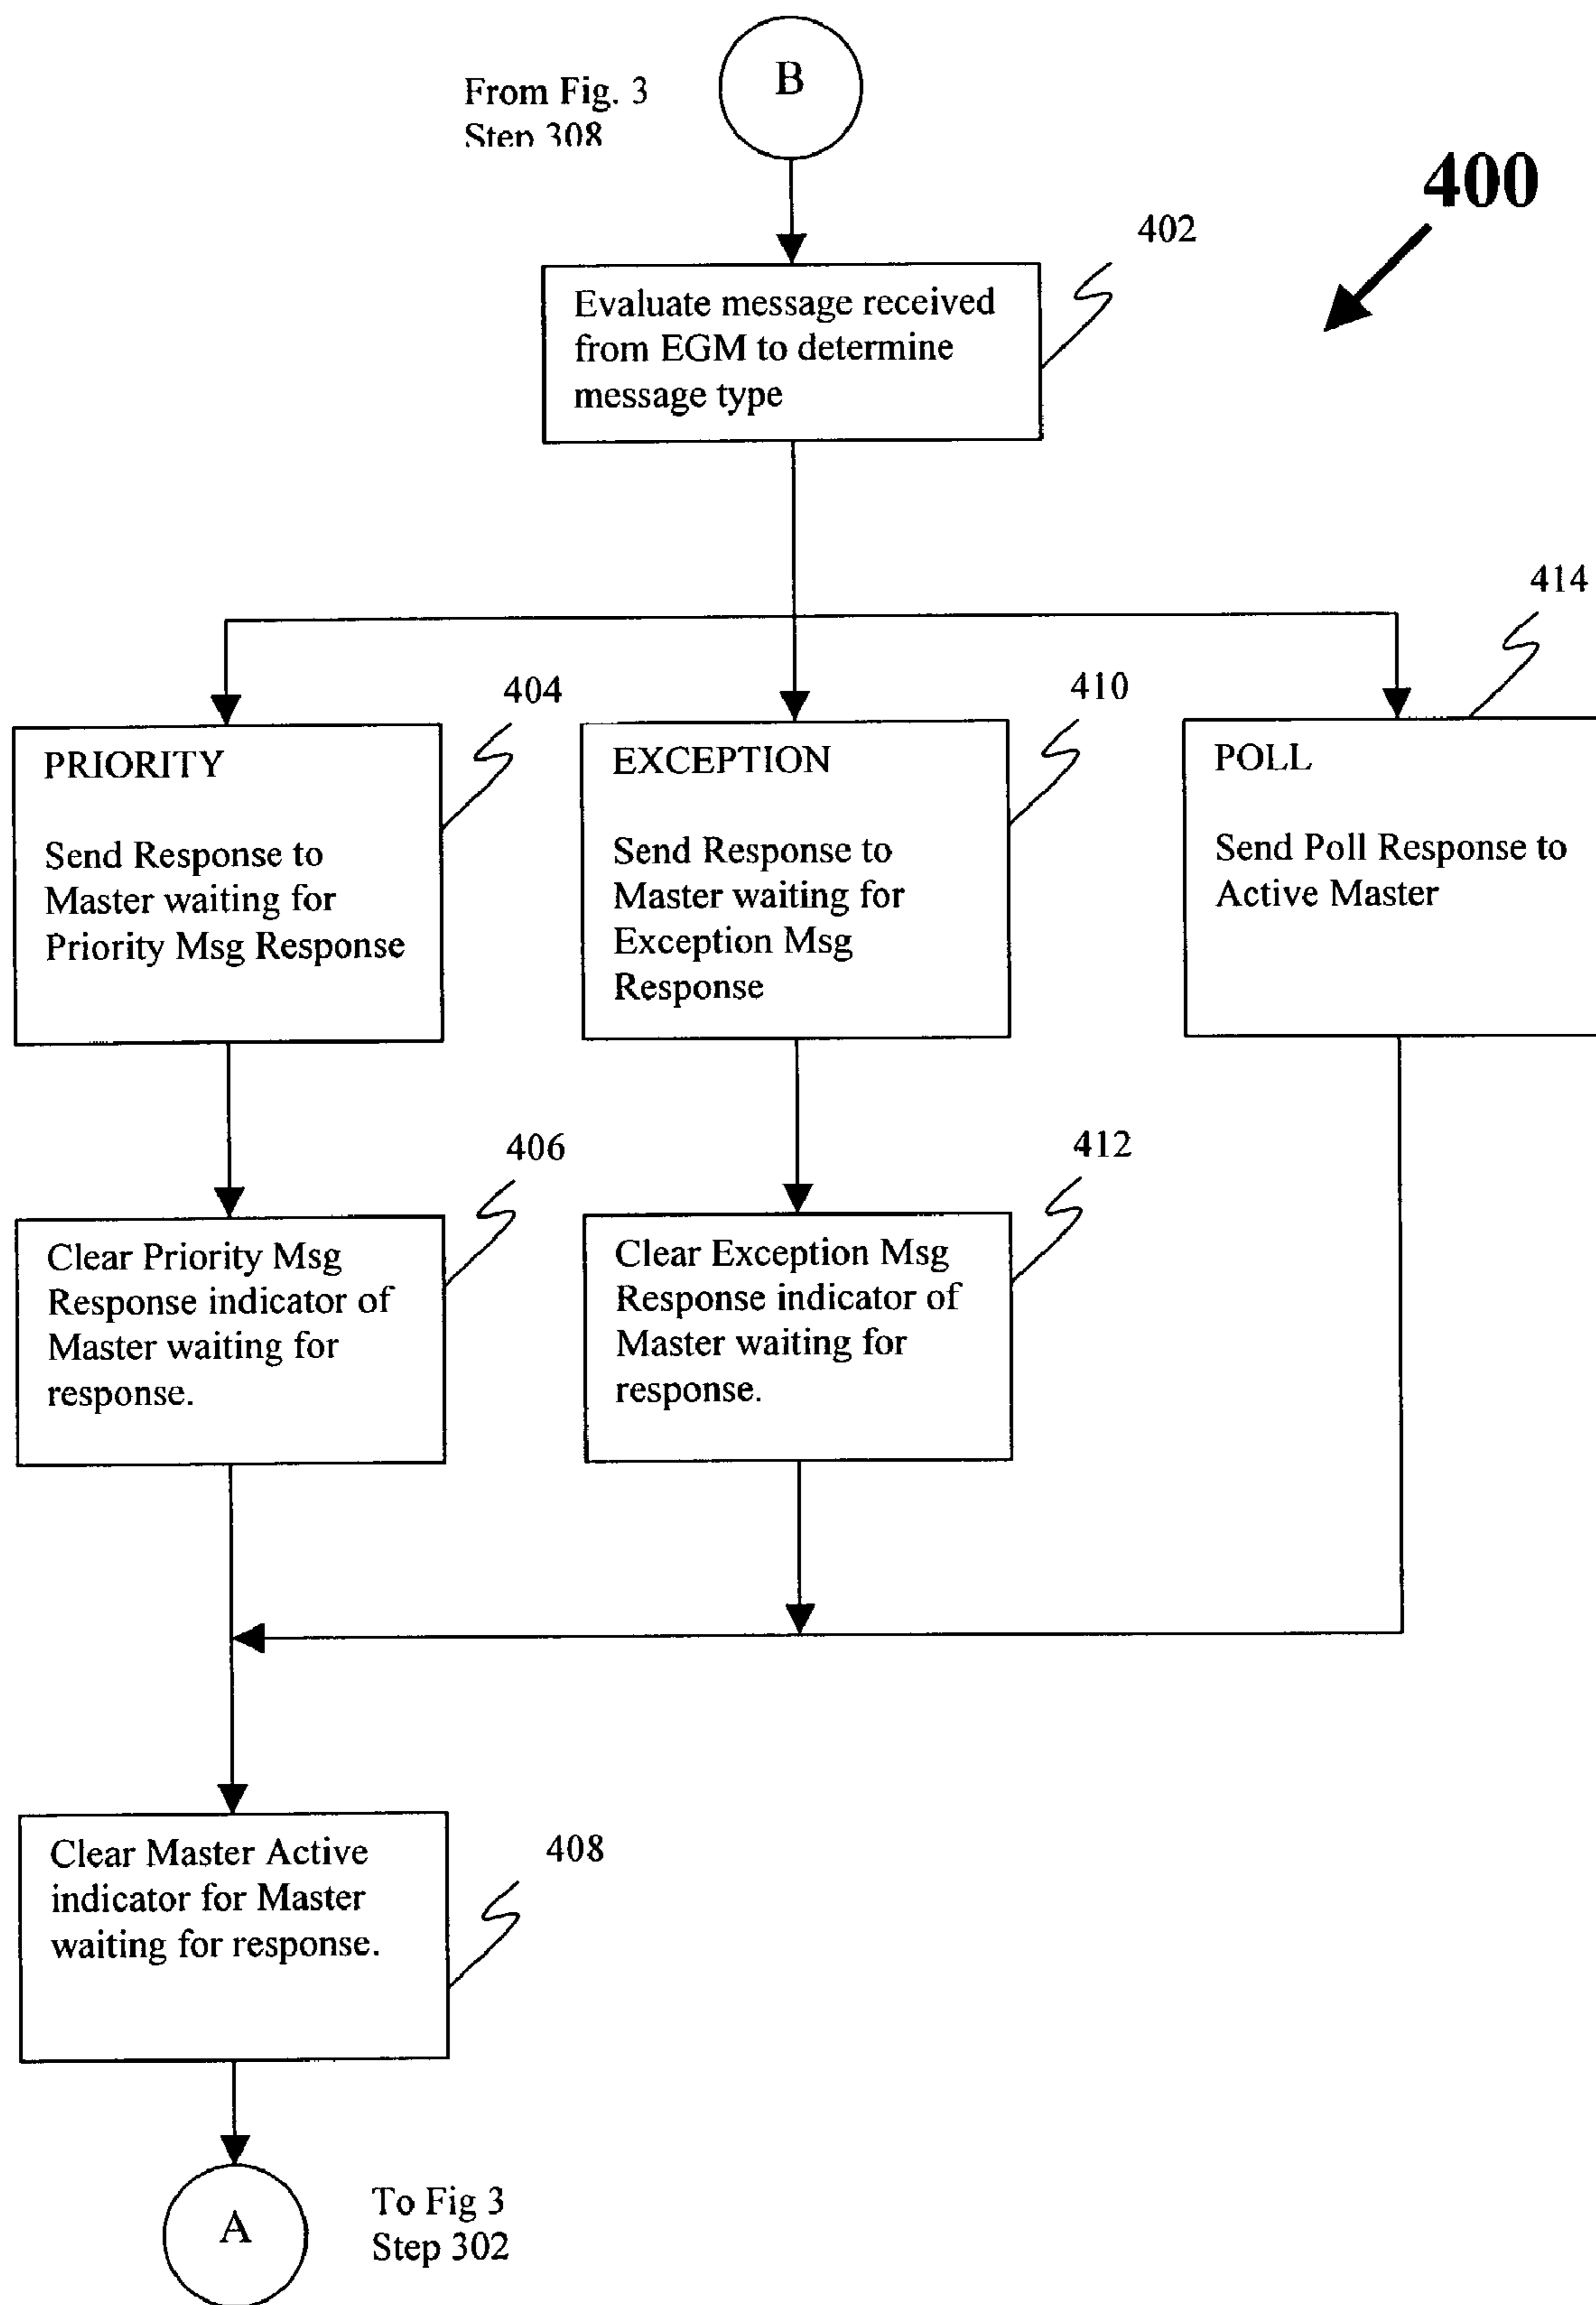 From Fig. 3
Step 308
B
400
402
Evaluate message received
from EGM to determine
message type
414
404
410
PRIORITY
Send Response to
Master waiting for
Priority Msg Response
EXCEPTION
Send Response to
Master waiting for
Exception Msg
Response
POLL
Send Poll Response to
Active Master
406
412
Clear Priority Msg
Response indicator of
Master waiting for
response.
Clear Exception Msg
Response indicator of
Master waiting for
response.
Clear Master Active
indicator for Master
waiting for response.
408
A
To Fig 3
Step 302